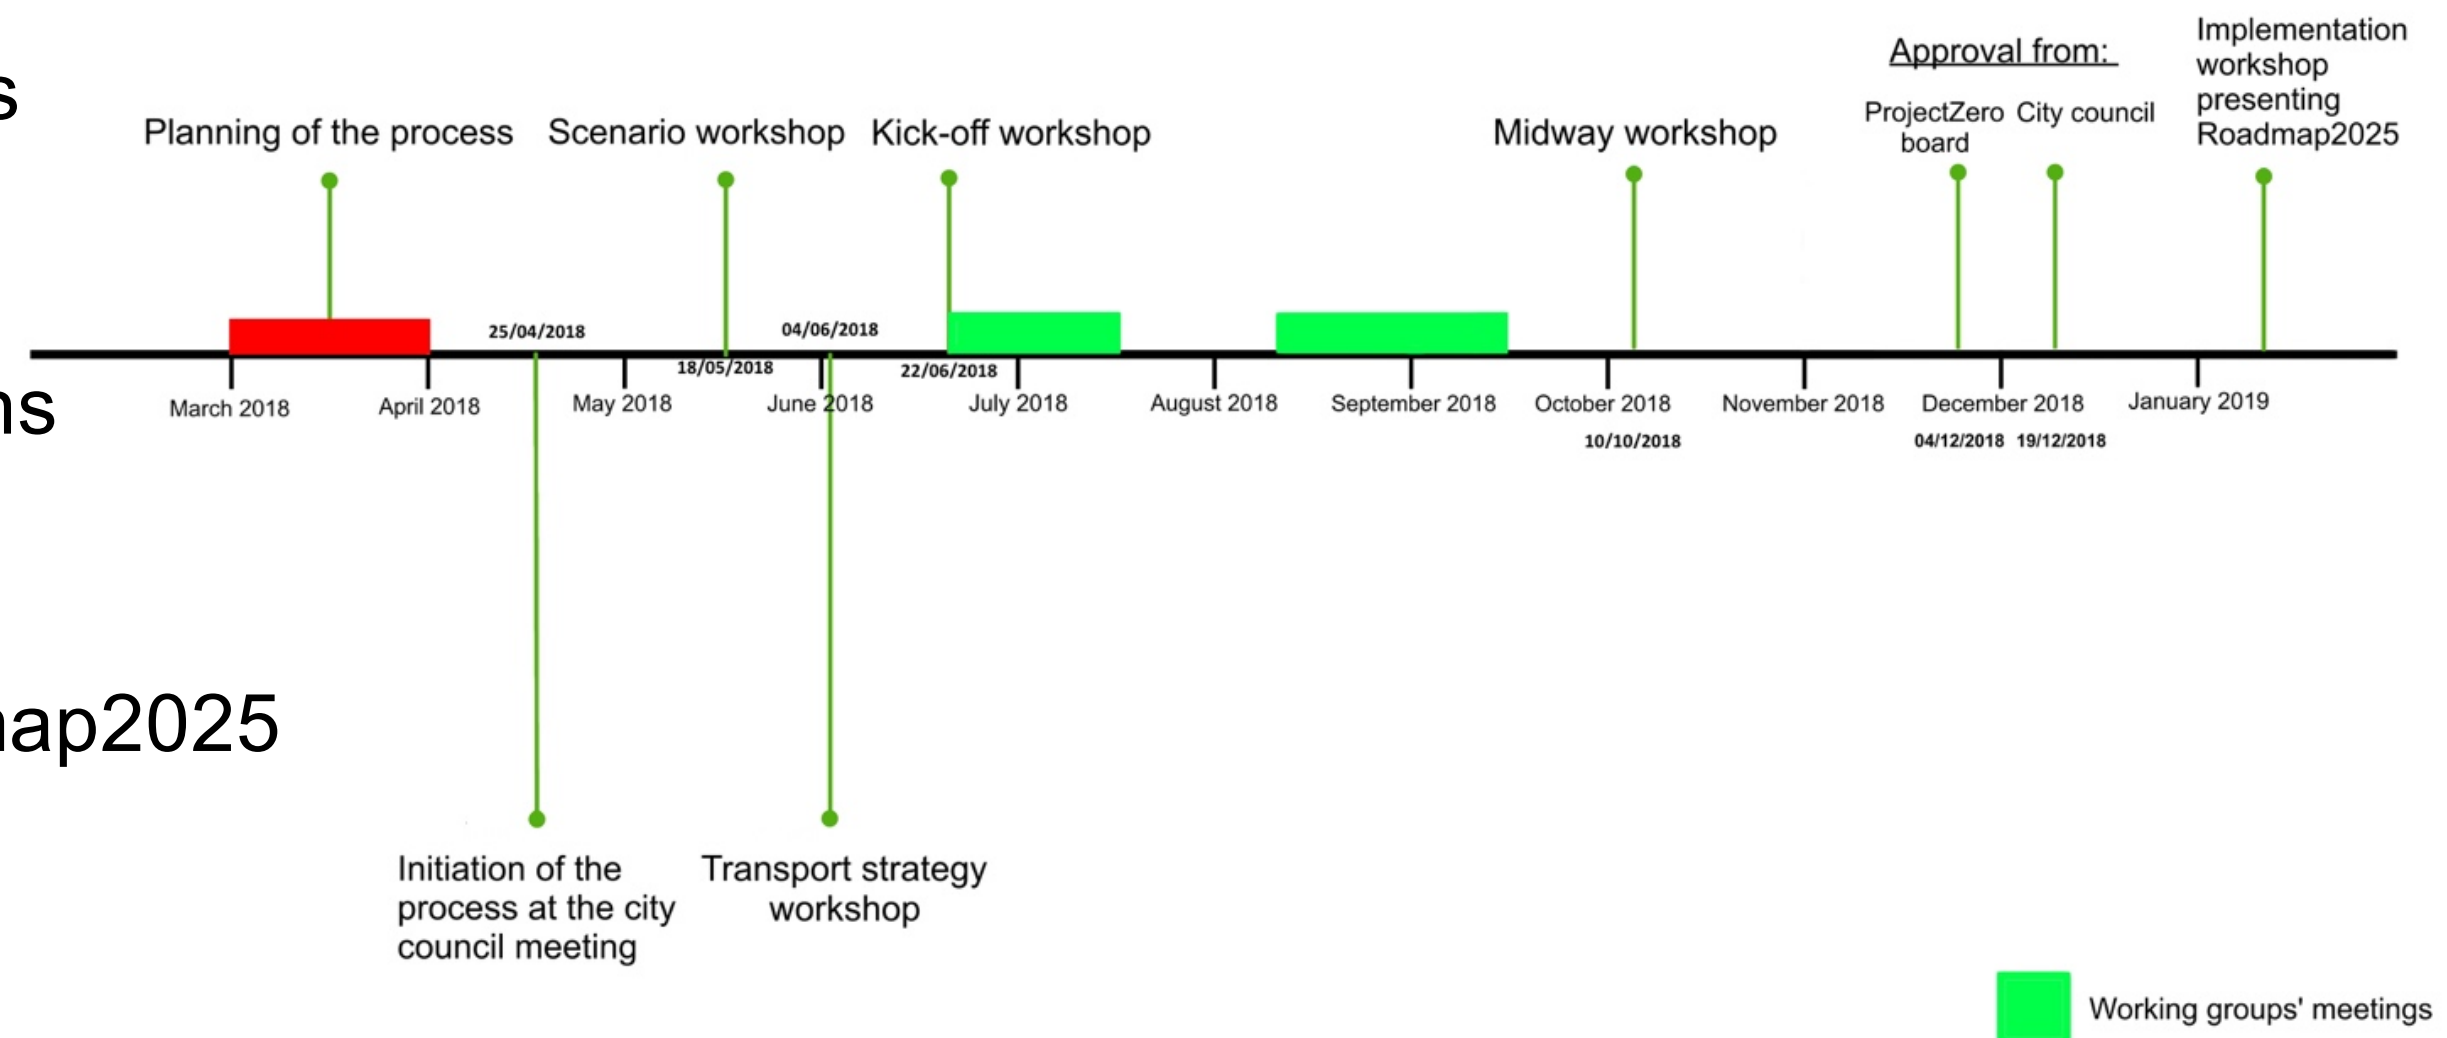 s
ns
map2025
Planning of the process
Scenario workshop
Kick-off workshop
Midway workshop
Approval from:
ProjectZero
board
City council
Implementation
workshop
presenting
Roadmap2025
25/04/2018
18/05/2018
04/06/2018
22/06/2018
March 2018
April 2018
May 2018
June 2018
July 2018
August 2018
September 2018
October 2018
November 2018
December 2018
January 2019
10/10/2018
04/12/2018
19/12/2018
Initiation of the
process at the city
council meeting
Transport strategy
workshop
Working groups' meetings